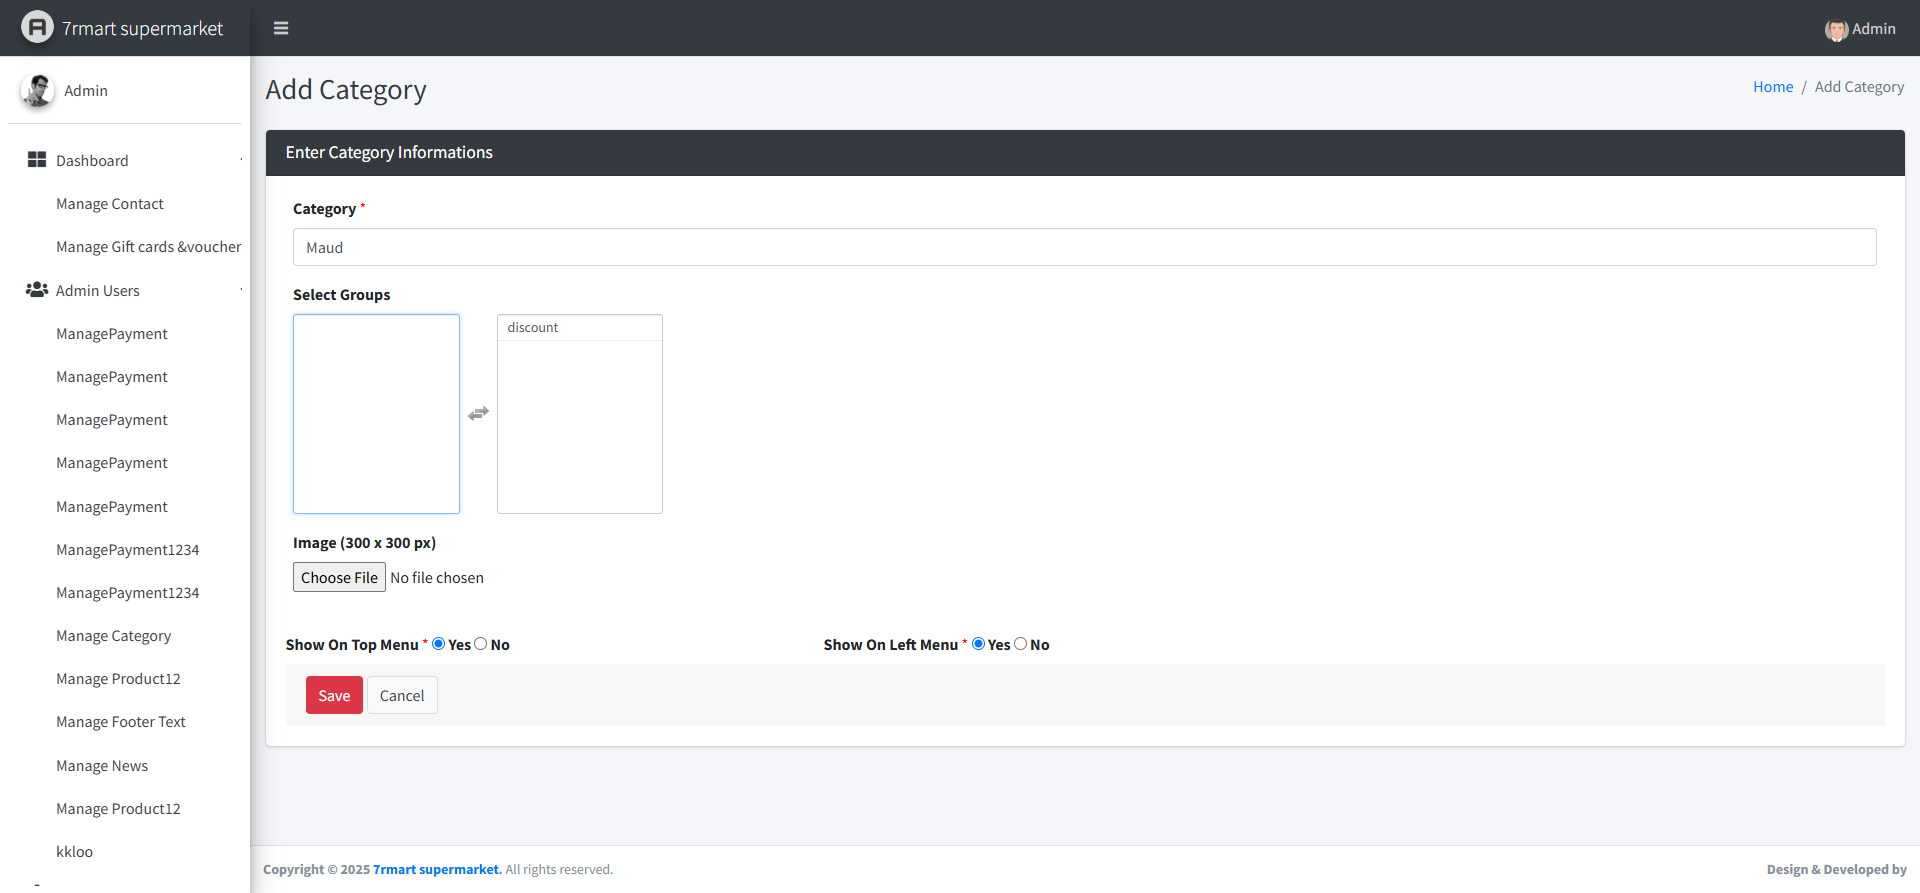 7rmart supermarket
Admin
Admin
Add Category
Home / Add Category
Dashboard
Manage Contact
Manage Gift cards &voucher
Admin Users
ManagePayment
ManagePayment
ManagePayment
ManagePayment
ManagePayment
ManagePayment1234
ManagePayment1234
Manage Category
Manage Product12
Manage Footer Text
Manage News
Manage Product12
kkloo
Enter Category Informations
Category *
Maud
Select Groups
discount
Image (300 x 300 px)
Choose File No file chosen
Show On Top Menu * Yes No
Show On Left Menu * Yes No
Save Cancel
Copyright © 2025 7rmart supermarket. All rights reserved.
Design & Developed by